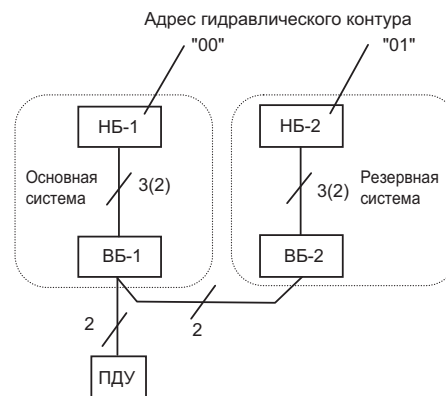 Адрес гидравлического контура
"00" "01"
НБ-1 НБ-2
Основная система
3(2) 3(2)
Резервная система
ВБ-1 ВБ-2
2 2
ПДУ